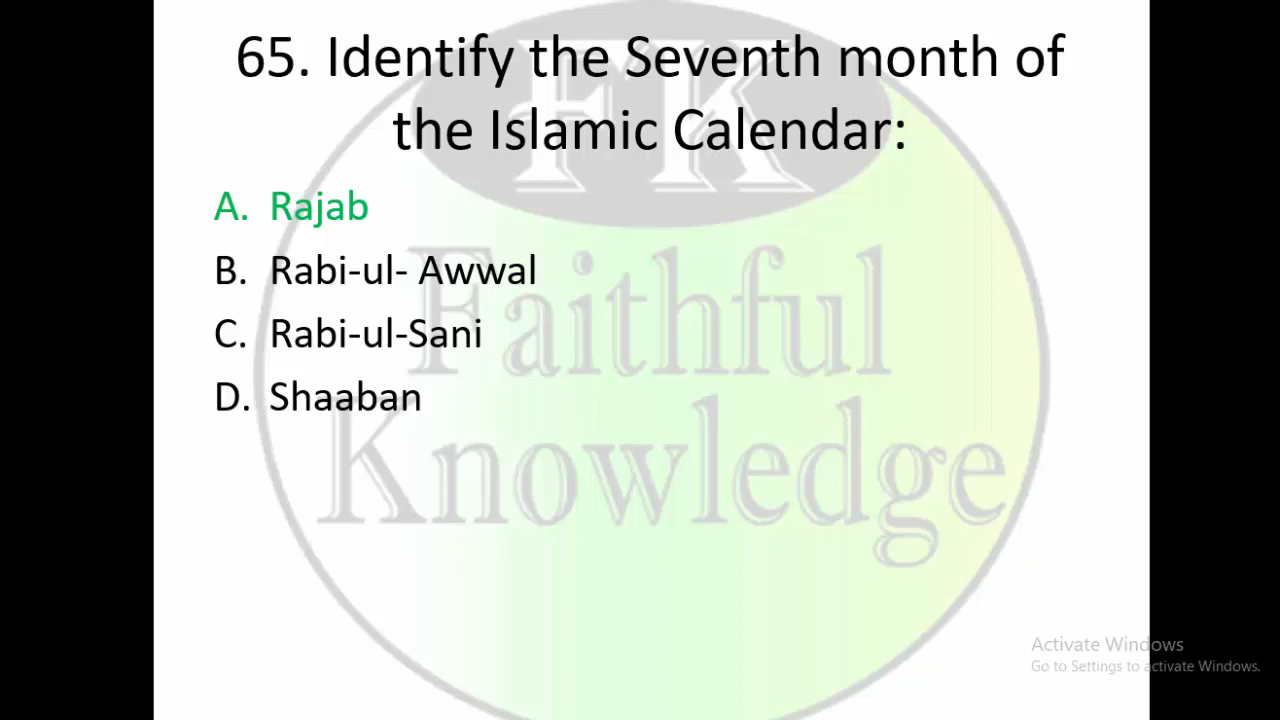 65. Identify the Seventh month of
the Islamic Calendar:
A. Rajab
B. Rabi-ul- Awwal
C. Rabi-ul-Sani
D. Shaaban
FK
Faithful
Knowledge
Activate Windows
Go to Settings to activate Windows.